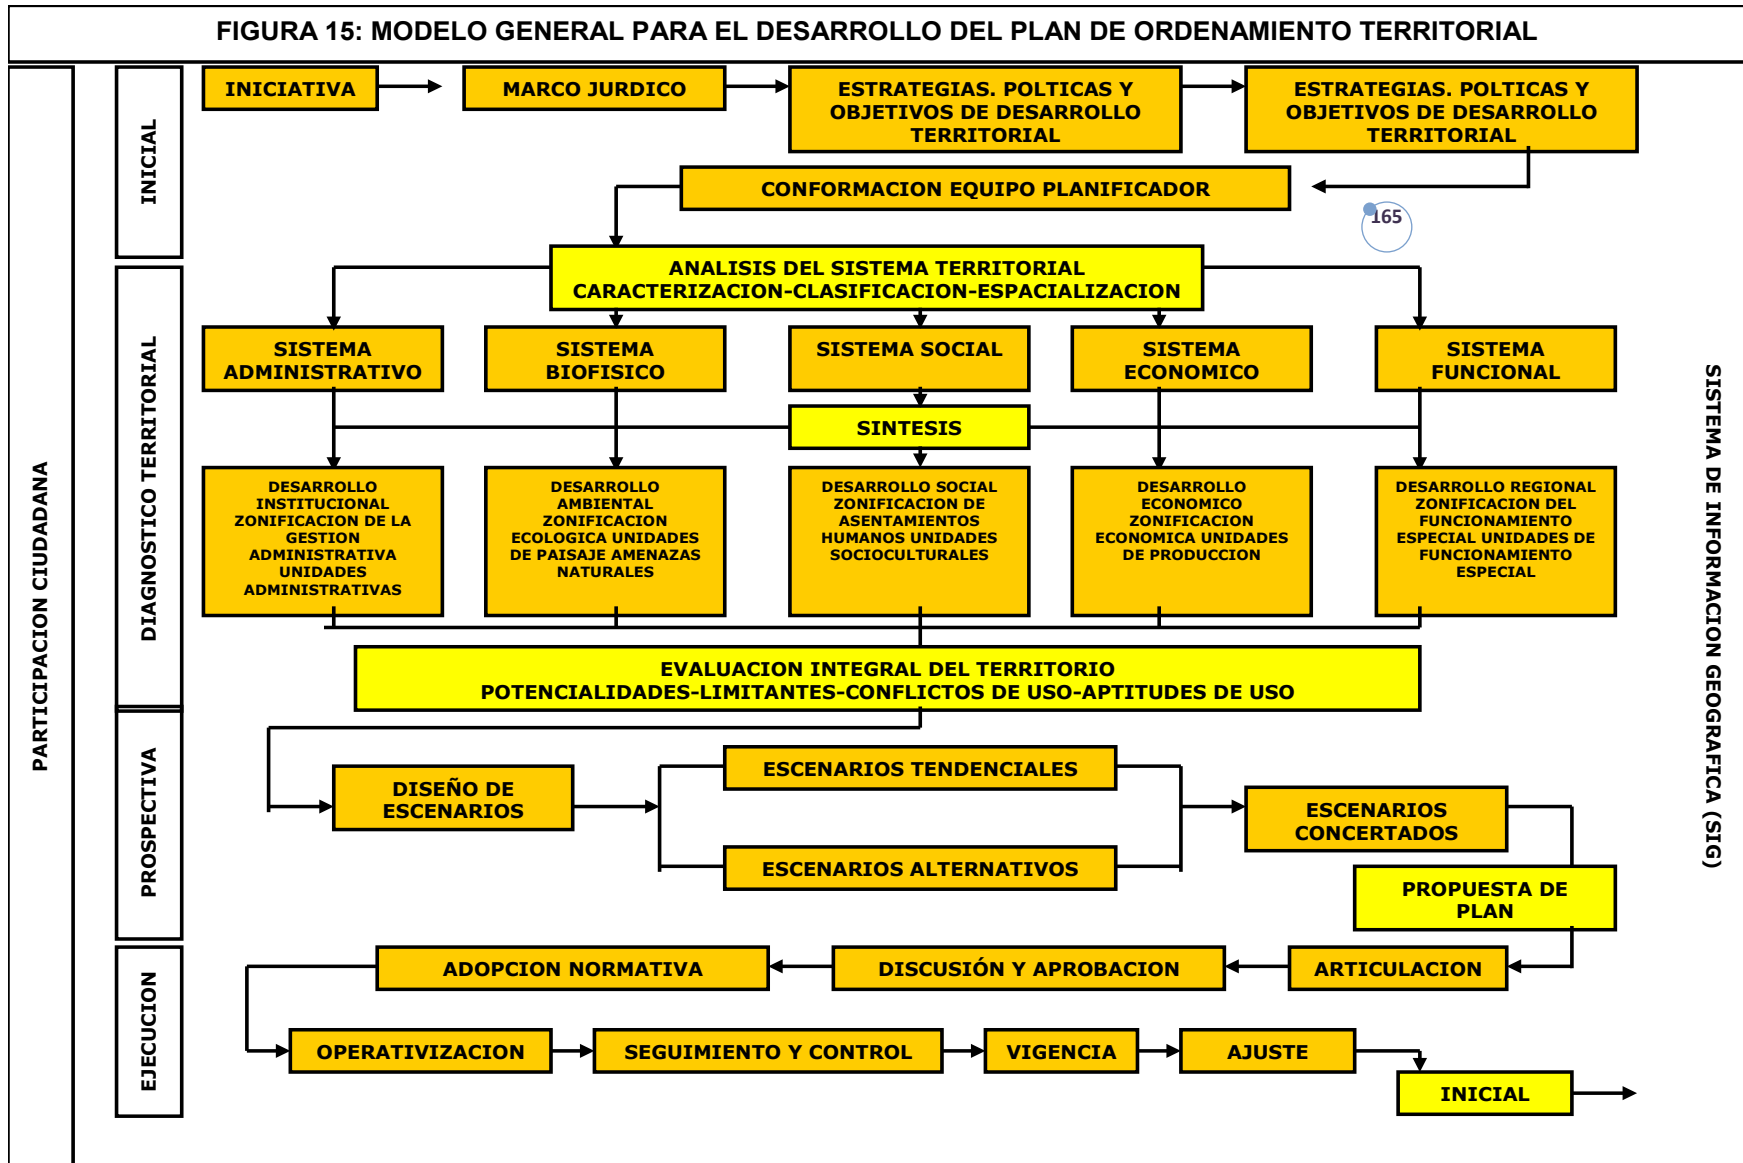 FIGURA 15: MODELO GENERAL PARA EL DESARROLLO DEL PLAN DE ORDENAMIENTO TERRITORIAL
PARTICIPACION CIUDADANA
INICIAL
INICIATIVA
MARCO JURDICO
ESTRATEGIAS. POLTICAS Y
OBJETIVOS DE DESARROLLO
TERRITORIAL
ESTRATEGIAS. POLTICAS Y
OBJETIVOS DE DESARROLLO
TERRITORIAL
CONFORMACION EQUIPO PLANIFICADOR
165
DIAGNOSTICO TERRITORIAL
ANALISIS DEL SISTEMA TERRITORIAL
CARACTERIZACION-CLASIFICACION-ESPACIALIZACION
SISTEMA
ADMINISTRATIVO
SISTEMA
BIOFISICO
SISTEMA SOCIAL
SISTEMA
ECONOMICO
SISTEMA
FUNCIONAL
SINTESIS
DESARROLLO
INSTITUCIONAL
ZONIFICACION DE LA
GESTION
ADMINISTRATIVA
UNIDADES
ADMINISTRATIVAS
DESARROLLO
AMBIENTAL
ZONIFICACION
ECOLOGICA UNIDADES
DE PAISAJE AMENAZAS
NATURALES
DESARROLLO SOCIAL
ZONIFICACION DE
ASENTAMIENTOS
HUMANOS UNIDADES
SOCIOCULTURALES
DESARROLLO
ECONOMICO
ZONIFICACION
ECONOMICA UNIDADES
DE PRODUCCION
DESARROLLO REGIONAL
ZONIFICACION DEL
FUNCIONAMIENTO
ESPECIAL UNIDADES DE
FUNCIONAMIENTO
ESPECIAL
EVALUACION INTEGRAL DEL TERRITORIO
POTENCIALIDADES-LIMITANTES-CONFLICTOS DE USO-APTITUDES DE USO
PROSPECTIVA
DISEÑO DE
ESCENARIOS
ESCENARIOS TENDENCIALES
ESCENARIOS ALTERNATIVOS
ESCENARIOS
CONCERTADOS
PROPUESTA DE
PLAN
EJECUCION
ADOPCION NORMATIVA
DISCUSIÓN Y APROBACION
ARTICULACION
OPERATIVIZACION
SEGUIMIENTO Y CONTROL
VIGENCIA
AJUSTE
INICIAL
SISTEMA DE INFORMACION GEOGRAFICA (SIG)